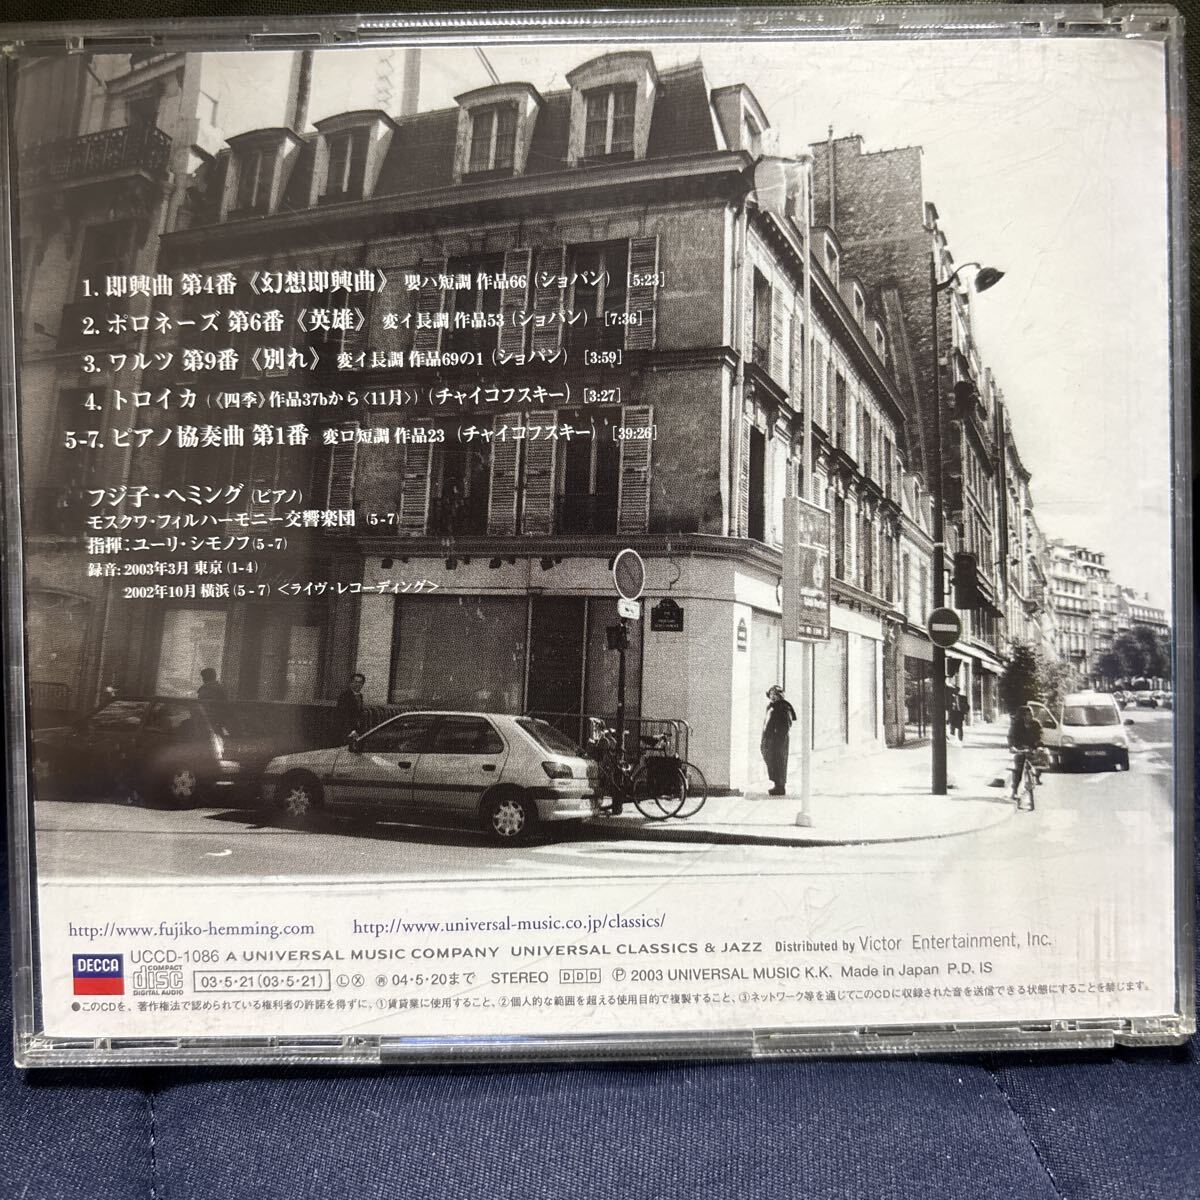 1. 即興曲 第4番《幻想即興曲》 嬰ハ短調 作品66 (ショパン) [5:23]
2. ポロネーズ 第6番《英雄》 変イ長調 作品53 (ショパン) [7:36]
3. ワルツ 第9番《別れ》 変イ長調 作品69の1 (ショパン) [3:59]
4. トロイカ (《四季》作品37bから〈11月〉) (チャイコフスキー) [3:27]
5-7. ピアノ協奏曲 第1番 変ロ短調 作品23 (チャイコフスキー) [39:26]
フジ子・ヘミング (ピアノ)
モスクワ・フィルハーモニー交響楽団 (5-7)
指揮:ユーリ・シモノフ(5-7)
録音:2003年3月 東京 (1-4)
2002年10月 横浜 (5-7) <ライヴ・レコーディング>
http://www.fujiko-hemming.com http://www.universal-music.co.jp/classics/
UCCD-1086 A UNIVERSAL MUSIC COMPANY UNIVERSAL CLASSICS & JAZZ Distributed by Victor Entertainment, Inc.
DECCA COMPACT disc DIGITAL AUDIO 03・5・21 (03・5・21) Ⓛ Ⓧ ㊞ 04・5・20まで STEREO DDD ℗ 2003 UNIVERSAL MUSIC K.K. Made in Japan P.D. IS
●このCDを、著作権法で認められている権利者の許諾を得ずに、①賃貸業に使用すること、②個人的な範囲を超える使用目的で複製すること、③ネットワーク等を通じてこのCDに収録された音を送信できる状態にすることを禁じます。